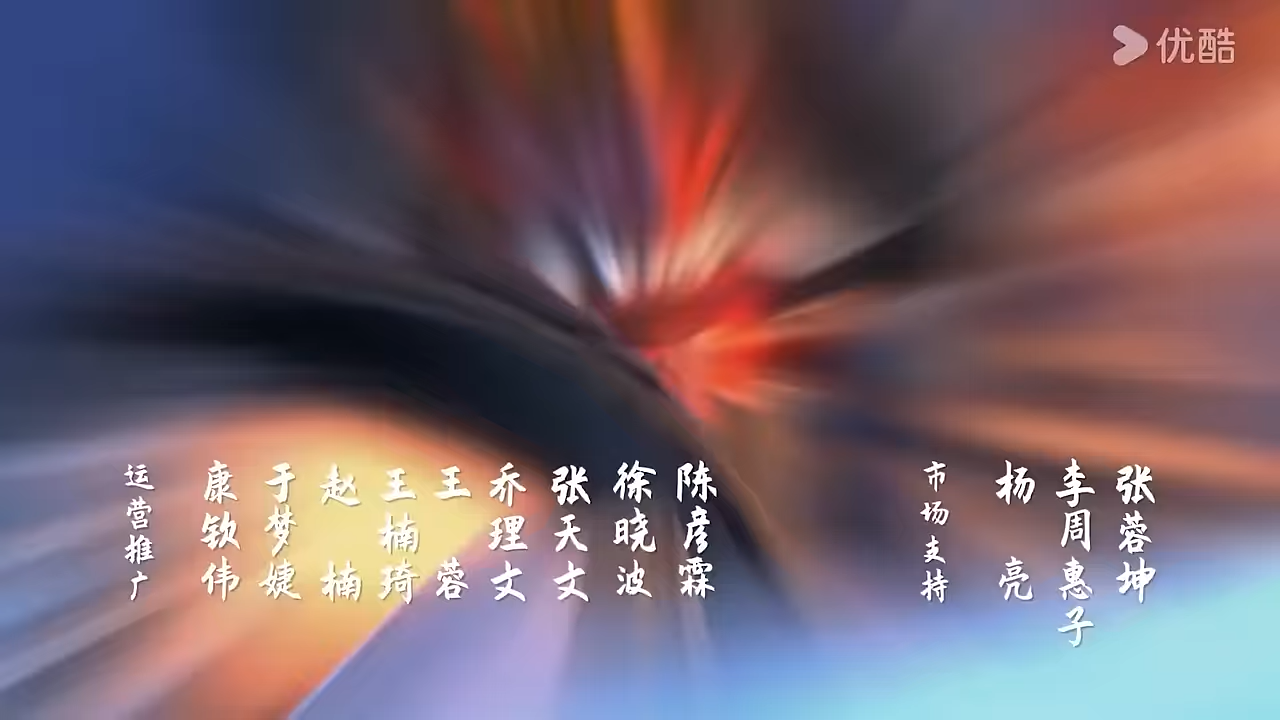 优酷
运营推广
康钦伟
于梦婕
赵楠
王楠琦
王蓉
乔理文
张天丈
徐晓波
陈彦霖
市场支持
杨亮
李周惠子
张蓉坤